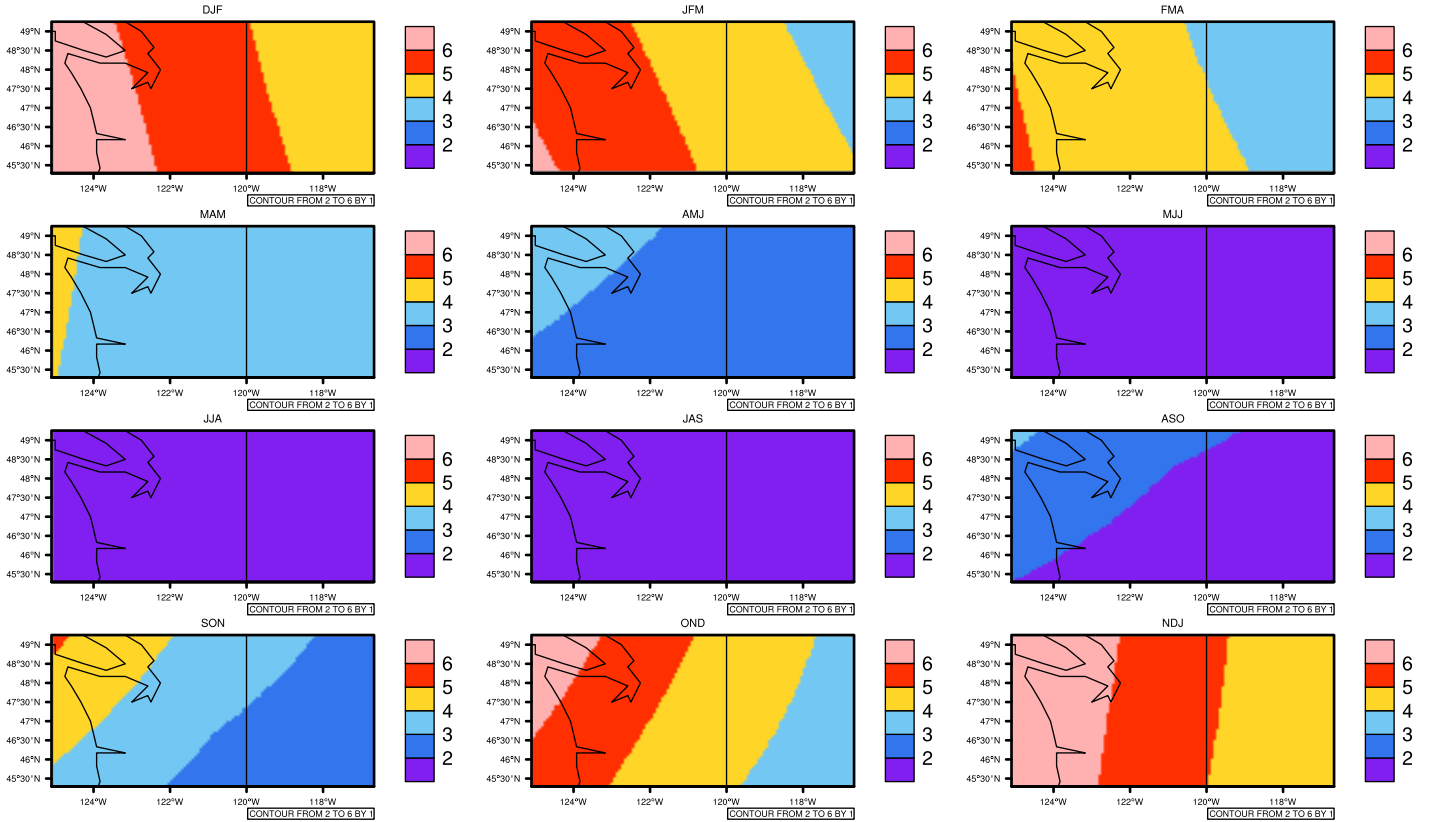 DJF
49°N
48°30'N
48°N
47°30'N
47°N
46°30'N
46°N
45°30'N
124°W 122°W 120°W 118°W
6
5
4
3
2
CONTOUR FROM 2 TO 6 BY 1
JFM
49°N
48°30'N
48°N
47°30'N
47°N
46°30'N
46°N
45°30'N
124°W 122°W 120°W 118°W
6
5
4
3
2
CONTOUR FROM 2 TO 6 BY 1
FMA
49°N
48°30'N
48°N
47°30'N
47°N
46°30'N
46°N
45°30'N
124°W 122°W 120°W 118°W
6
5
4
3
2
CONTOUR FROM 2 TO 6 BY 1
MAM
49°N
48°30'N
48°N
47°30'N
47°N
46°30'N
46°N
45°30'N
124°W 122°W 120°W 118°W
6
5
4
3
2
CONTOUR FROM 2 TO 6 BY 1
AMJ
49°N
48°30'N
48°N
47°30'N
47°N
46°30'N
46°N
45°30'N
124°W 122°W 120°W 118°W
6
5
4
3
2
CONTOUR FROM 2 TO 6 BY 1
MJJ
49°N
48°30'N
48°N
47°30'N
47°N
46°30'N
46°N
45°30'N
124°W 122°W 120°W 118°W
6
5
4
3
2
CONTOUR FROM 2 TO 6 BY 1
JJA
49°N
48°30'N
48°N
47°30'N
47°N
46°30'N
46°N
45°30'N
124°W 122°W 120°W 118°W
6
5
4
3
2
CONTOUR FROM 2 TO 6 BY 1
JAS
49°N
48°30'N
48°N
47°30'N
47°N
46°30'N
46°N
45°30'N
124°W 122°W 120°W 118°W
6
5
4
3
2
CONTOUR FROM 2 TO 6 BY 1
ASO
49°N
48°30'N
48°N
47°30'N
47°N
46°30'N
46°N
45°30'N
124°W 122°W 120°W 118°W
6
5
4
3
2
CONTOUR FROM 2 TO 6 BY 1
SON
49°N
48°30'N
48°N
47°30'N
47°N
46°30'N
46°N
45°30'N
124°W 122°W 120°W 118°W
6
5
4
3
2
CONTOUR FROM 2 TO 6 BY 1
OND
49°N
48°30'N
48°N
47°30'N
47°N
46°30'N
46°N
45°30'N
124°W 122°W 120°W 118°W
6
5
4
3
2
CONTOUR FROM 2 TO 6 BY 1
NDJ
49°N
48°30'N
48°N
47°30'N
47°N
46°30'N
46°N
45°30'N
124°W 122°W 120°W 118°W
6
5
4
3
2
CONTOUR FROM 2 TO 6 BY 1